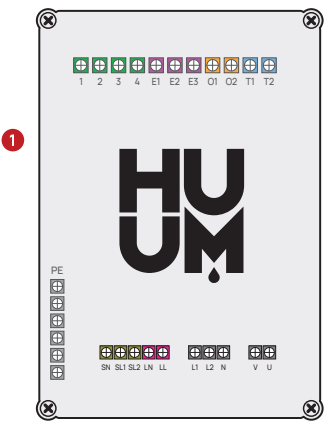 1 2 3 4 E1 E2 E3 O1 O2 T1 T2
1
HU
UM
PE
SN SL1 SL2 LN LL L1 L2 N V U